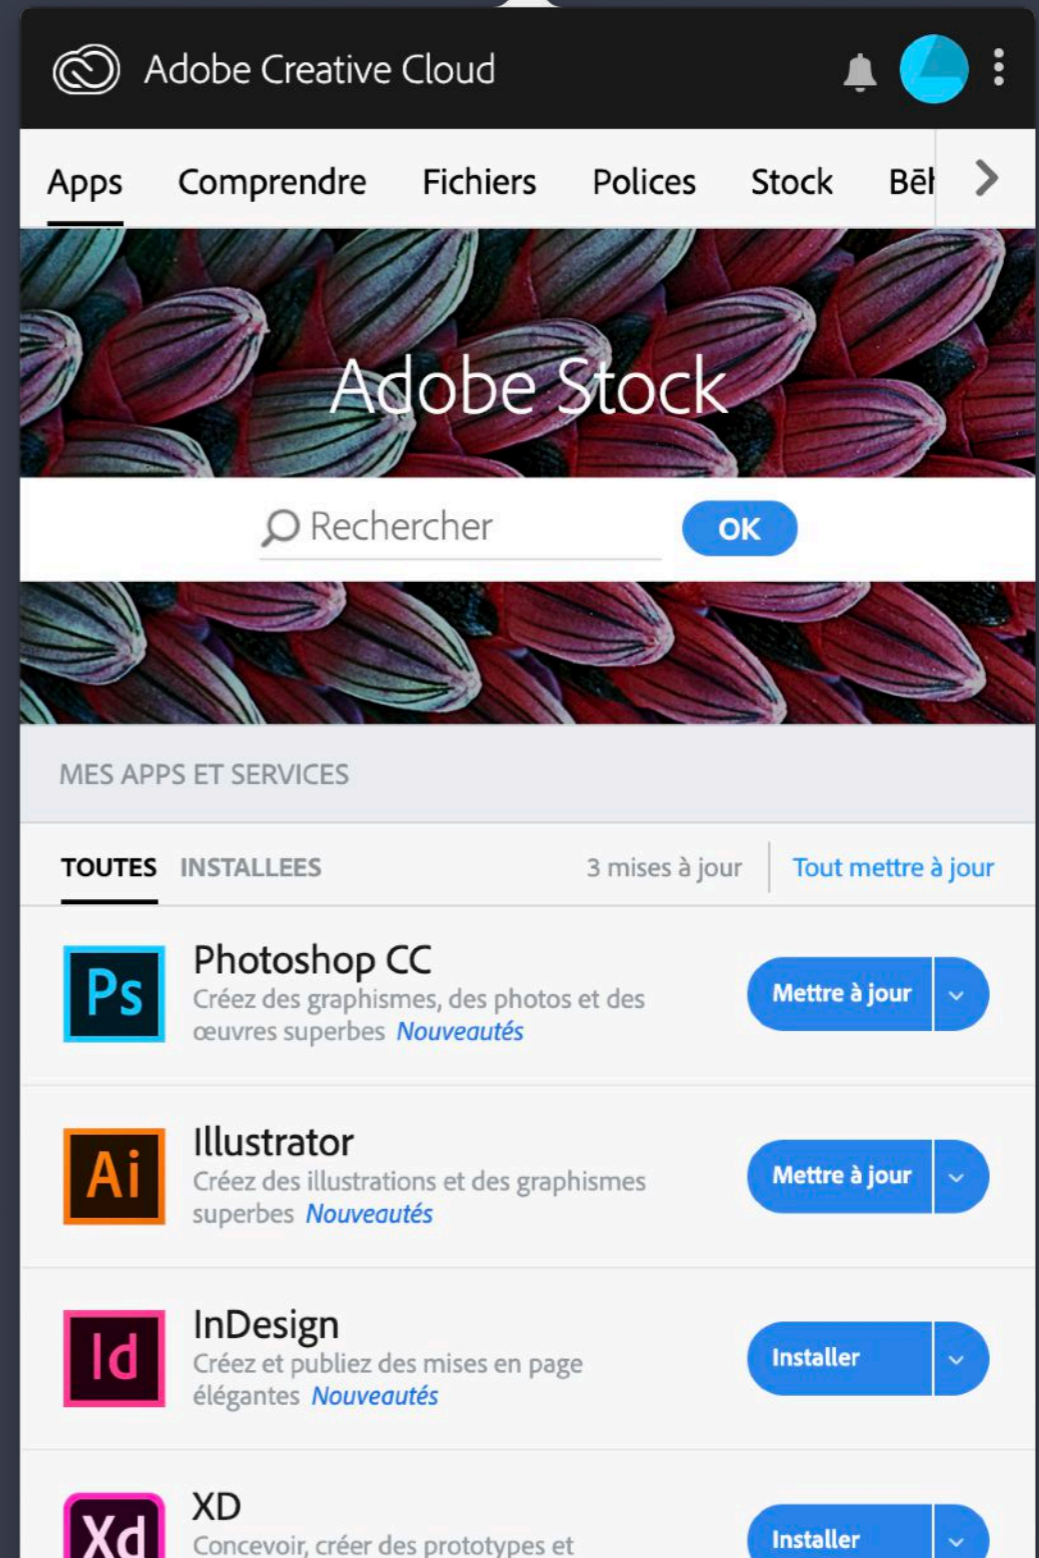 Adobe Creative Cloud
Apps Comprendre Fichiers Polices Stock
Adobe Stock
Rechercher OK
MES APPS ET SERVICES
TOUTES INSTALLEES 3 mises à jour Tout mettre à jour
Ps
Photoshop CC
Créez des graphismes, des photos et des
œuvres superbes Nouveautés
Mettre à jour
Ai
Illustrator
Créez des illustrations et des graphismes
superbes Nouveautés
Mettre à jour
Id
InDesign
Créez et publiez des mises en page
élégantes Nouveautés
Installer
Xd
XD
Concevoir, créer des prototypes et
Installer